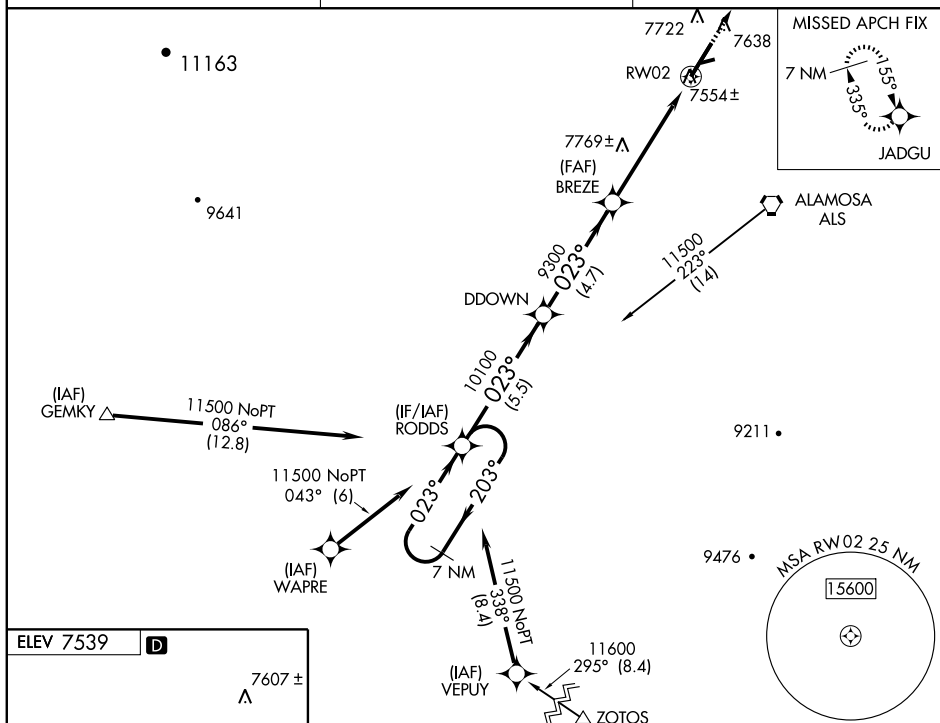 7722
7638
MISSED APCH FIX
7 NM
155°
335°
JADGU
11163
RW02
7554±
7769±
(FAF)
BREZE
9641
ALAMOSA
ALS
11500
223°
(14)
9300
023°
(4.7)
DDOWN
10100
023°
(5.5)
(IAF)
GEMKY
11500 NoPT
086°
(12.8)
(IF/IAF)
RODDS
9211
11500 NoPT
043° (6)
023°
203°
7 NM
(IAF)
WAPRE
11500 NoPT
338°
(8.4)
9476
MSA RW02 25 NM
15600
ELEV 7539
D
7607±
(IAF)
VEPUY
11600
295° (8.4)
ZOTOS